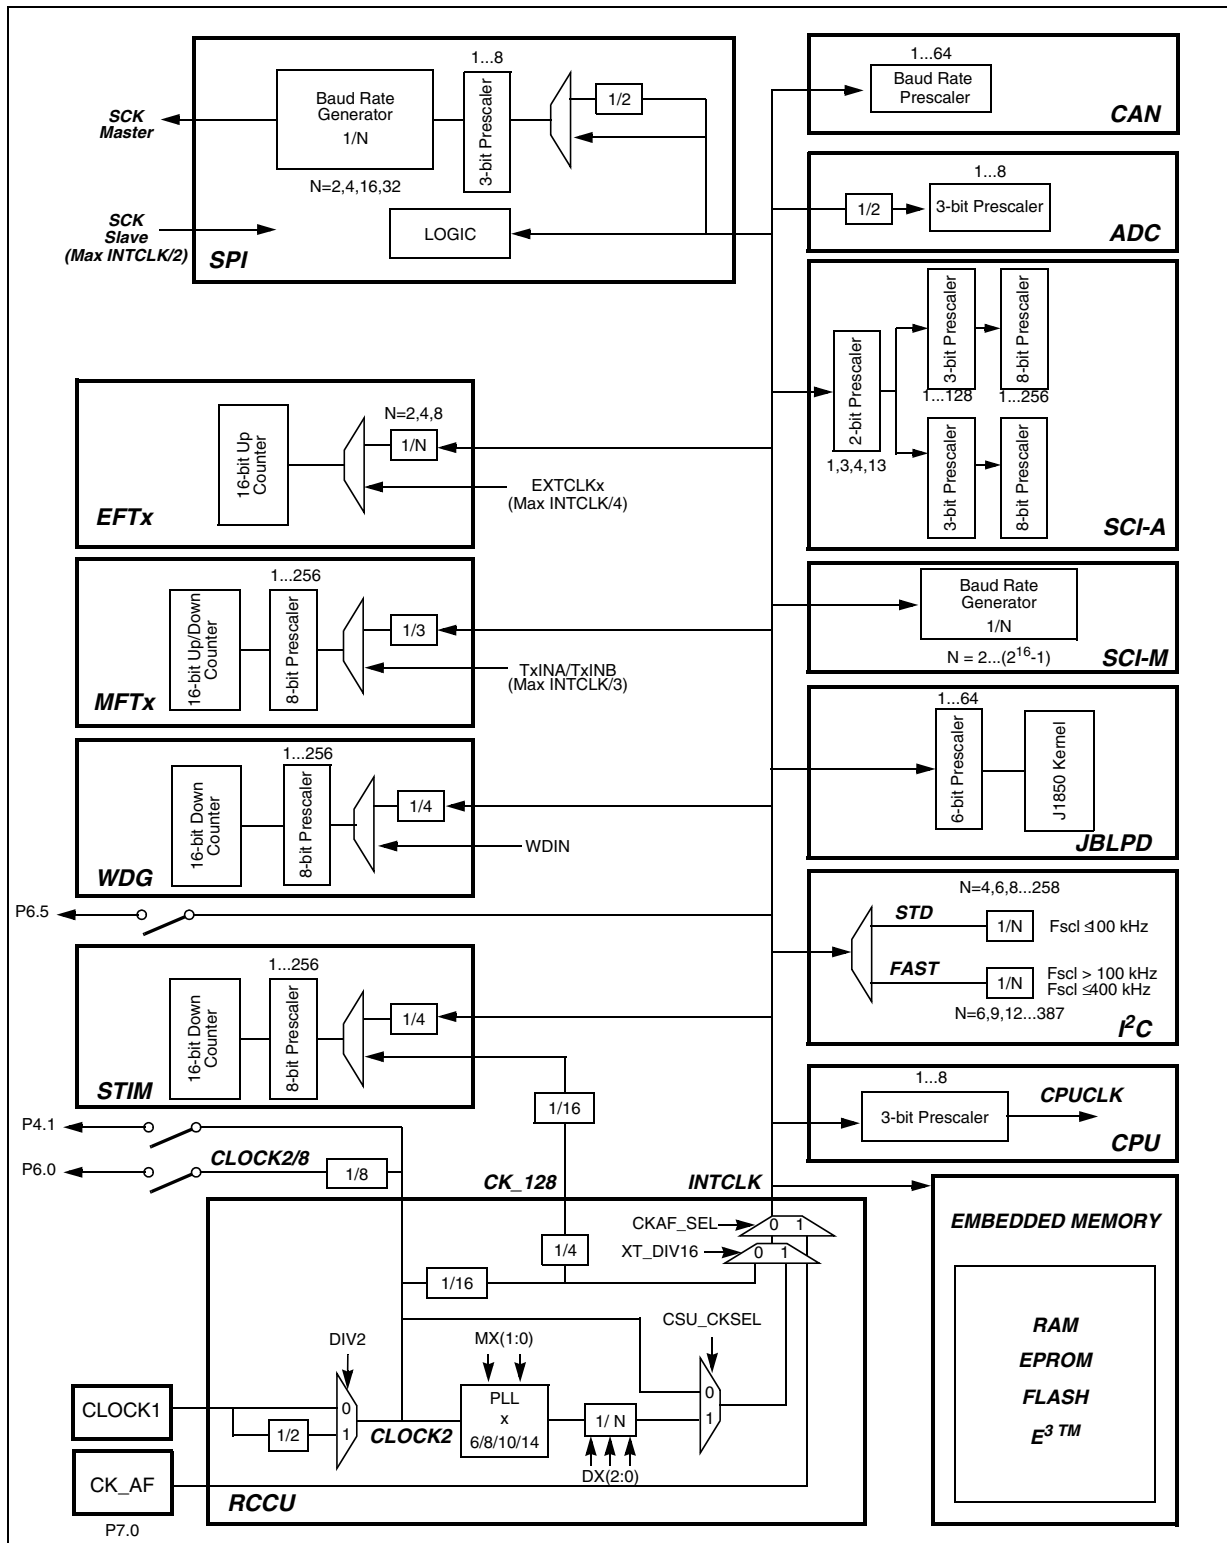 1...8
Baud Rate
Generator
1/N
3-bit Prescaler
1/2
SCK
Master
N=2,4,16,32
SCK
Slave
(Max INTCLK/2)
LOGIC
SPI
1...64
Baud Rate
Prescaler
CAN
1...8
1/2
3-bit Prescaler
ADC
2-bit Prescaler
1,3,4,13
3-bit Prescaler
8-bit Prescaler
1...128
1...256
3-bit Prescaler
8-bit Prescaler
SCI-A
N=2,4,8
16-bit Up
Counter
1/N
EXTCLKx
(Max INTCLK/4)
EFTx
1...256
16-bit Up/Down
Counter
8-bit Prescaler
1/3
TxINA/TxINB
(Max INTCLK/3)
MFTx
Baud Rate
Generator
1/N
N = 2...(2^16-1)
SCI-M
1...64
6-bit Prescaler
J1850 Kernel
JBLPD
1...256
16-bit Down
Counter
8-bit Prescaler
1/4
WDIN
WDG
P6.5
N=4,6,8...258
STD
1/N
Fscl ≤100 kHz
FAST
1/N
Fscl > 100 kHz
Fscl ≤400 kHz
N=6,9,12...387
I²C
1...256
16-bit Down
Counter
8-bit Prescaler
1/4
STIM
1/16
1...8
3-bit Prescaler
CPUCLK
CPU
P4.1
P6.0
CLOCK2/8
1/8
CK_128
INTCLK
CKAF_SEL
0 1
XT_DIV16
0 1
1/4
1/16
EMBEDDED MEMORY
RAM
EPROM
FLASH
E³ ™
DIV2
MX(1:0)
CSU_CKSEL
CLOCK1
1/2
0
1
CLOCK2
PLL
x
6/8/10/14
1/ N
DX(2:0)
0
1
CK_AF
RCCU
P7.0